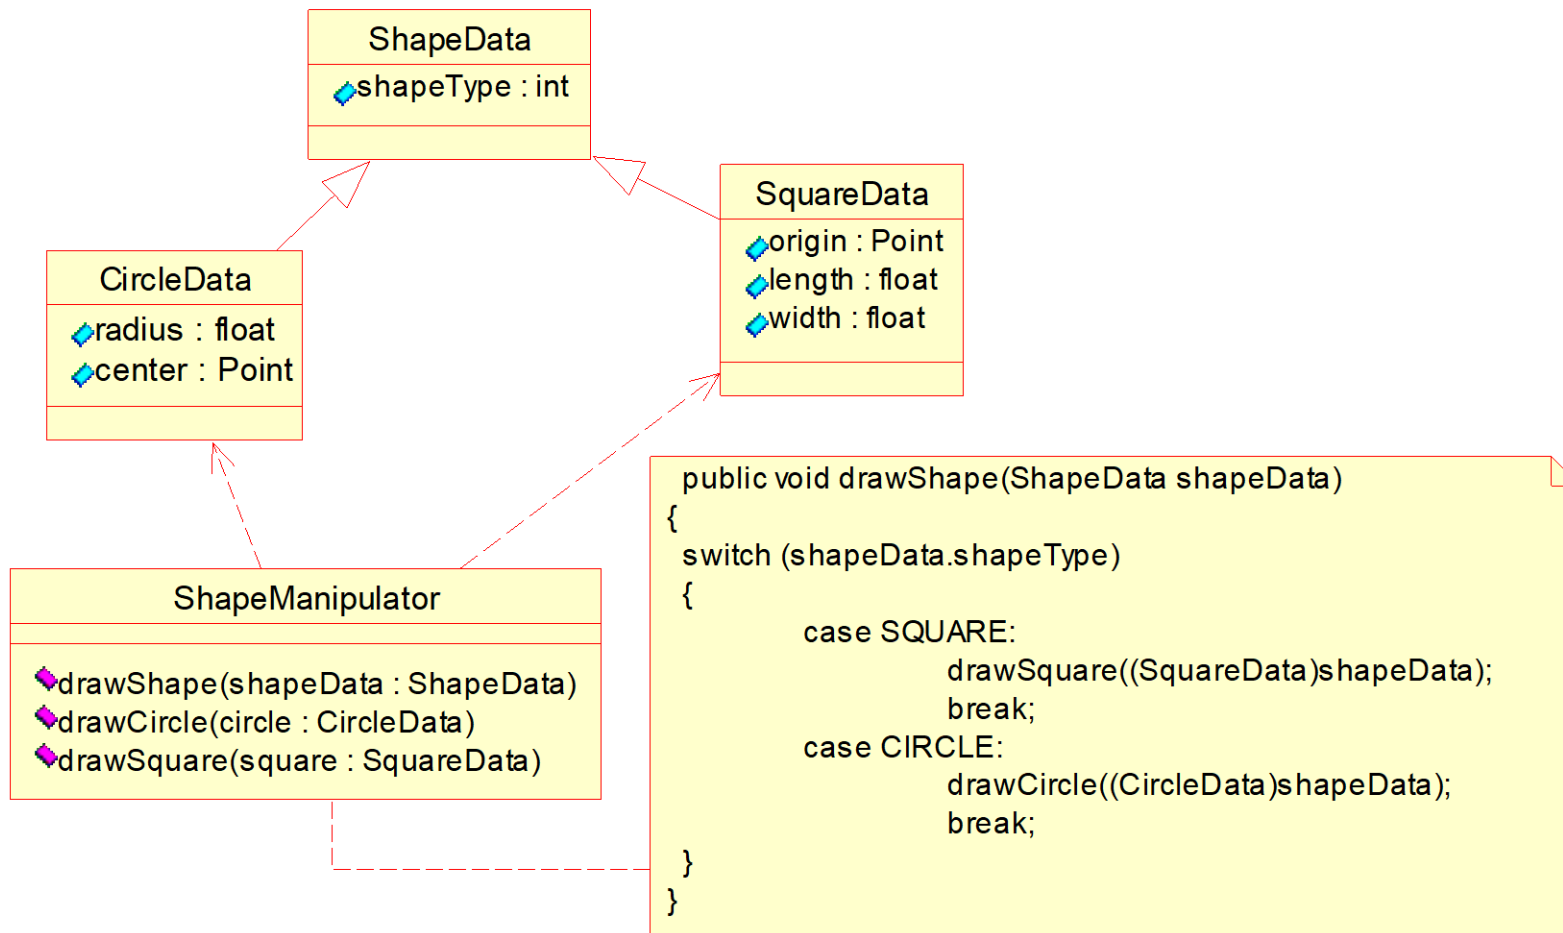 ShapeData
shapeType : int
SquareData
origin : Point
length : float
width : float
CircleData
radius : float
center : Point
ShapeManipulator
drawShape(shapeData : ShapeData)
drawCircle(circle : CircleData)
drawSquare(square : SquareData)
public void drawShape(ShapeData shapeData)
{
switch (shapeData.shapeType)
{
case SQUARE:
drawSquare((SquareData)shapeData);
break;
case CIRCLE:
drawCircle((CircleData)shapeData);
break;
}
}